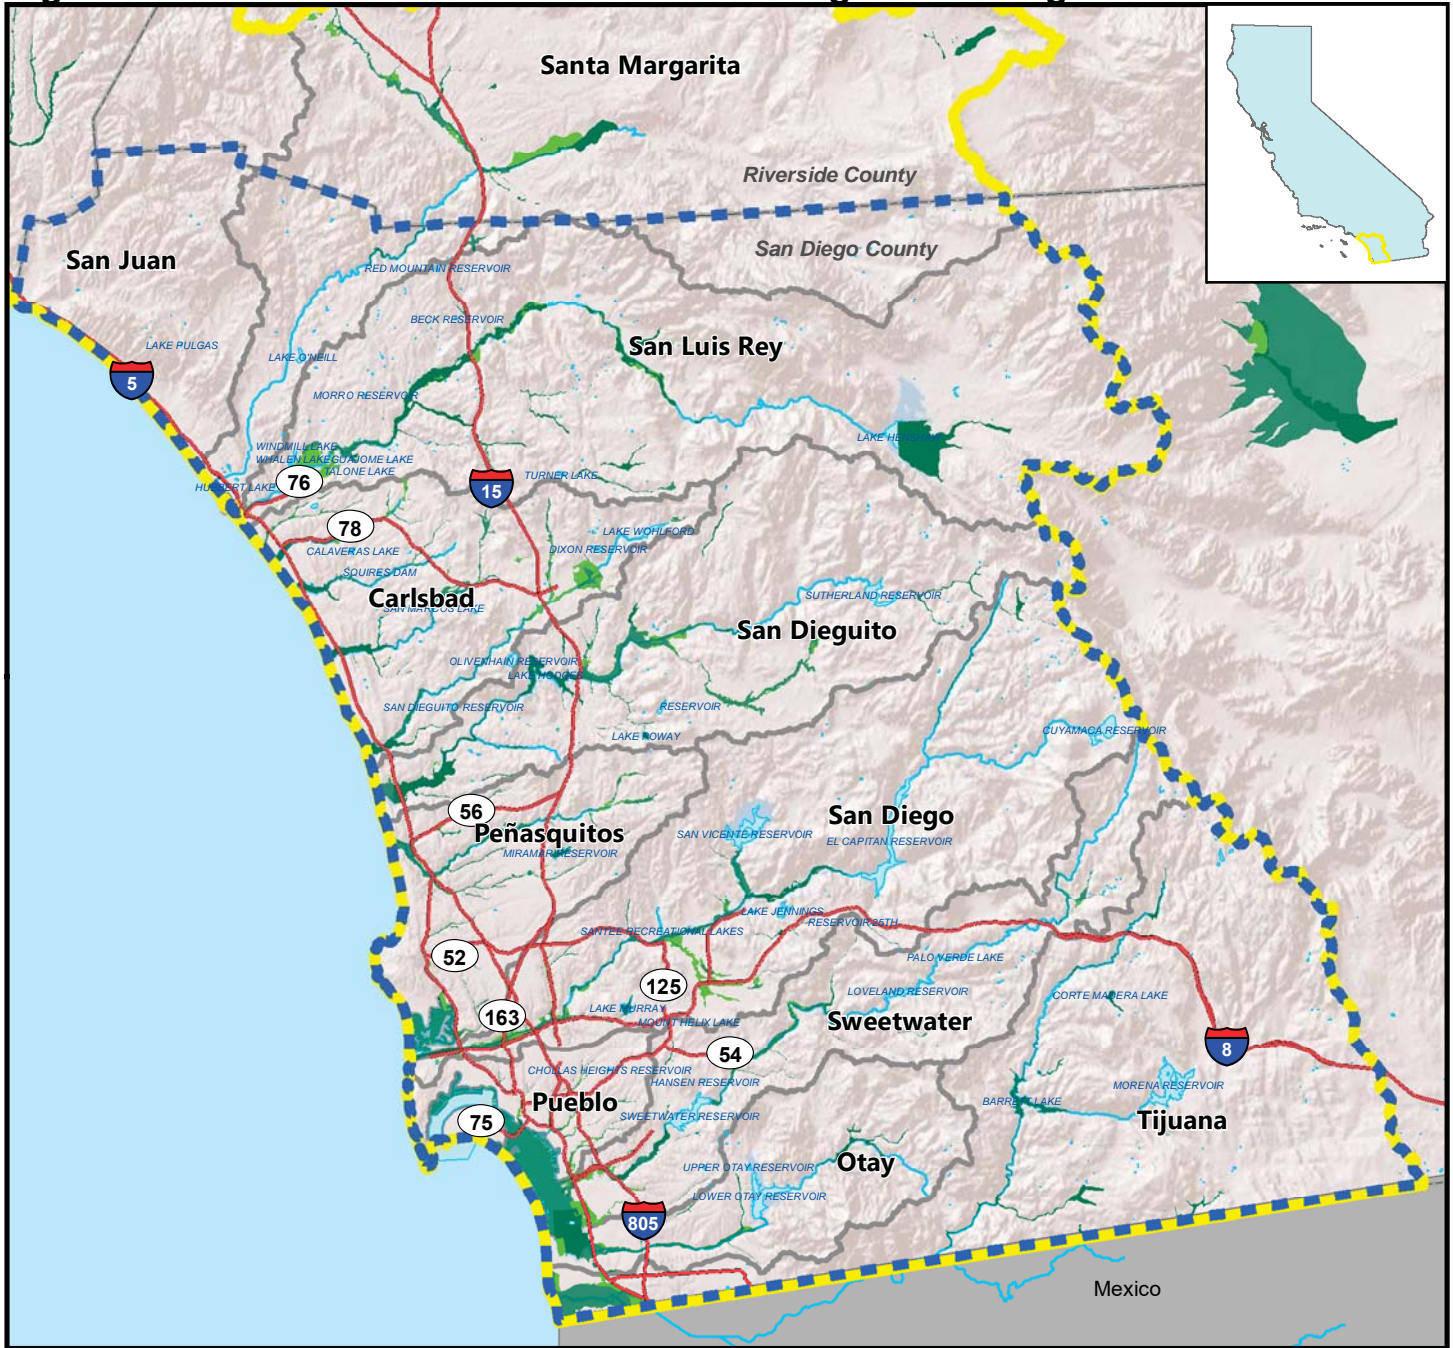 Santa Margarita
Riverside County
San Diego County
San Juan
RED MOUNTAIN RESERVOIR
BECK RESERVOIR
San Luis Rey
LAKE PULGAS
LAKE O'NEILL
5
MORRO RESERVOIR
LAKE HENSHAW
WINDMILL LAKE
WHALEN LAKE
GUAJOME LAKE
TALONE LAKE
TURNER LAKE
HUBBERT LAKE
76
15
78
LAKE WOHLFORD
CALAVERAS LAKE
DIXON RESERVOIR
SQUIRES DAM
Carlsbad
SAN MARCOS LAKE
SUTHERLAND RESERVOIR
San Dieguito
OLIVENHAIN RESERVOIR
LAKE HODGES
SAN DIEGUITO RESERVOIR
RESERVOIR
LAKE POWAY
CUYAMACA RESERVOIR
56
Peñasquitos
MIRAMAR RESERVOIR
San Diego
SAN VICENTE RESERVOIR
EL CAPITAN RESERVOIR
LAKE JENNINGS
RESERVOIR 25TH
SANTEE RECREATIONAL LAKES
52
PALO VERDE LAKE
125
LOVELAND RESERVOIR
CORTE MADERA LAKE
163
LAKE MURRAY
MOUNT HELIX LAKE
Sweetwater
54
8
CHOLLAS HEIGHTS RESERVOIR
HANSEN RESERVOIR
MORENA RESERVOIR
BARRETT LAKE
Pueblo
75
SWEETWATER RESERVOIR
Tijuana
UPPER OTAY RESERVOIR
Otay
LOWER OTAY RESERVOIR
805
Mexico